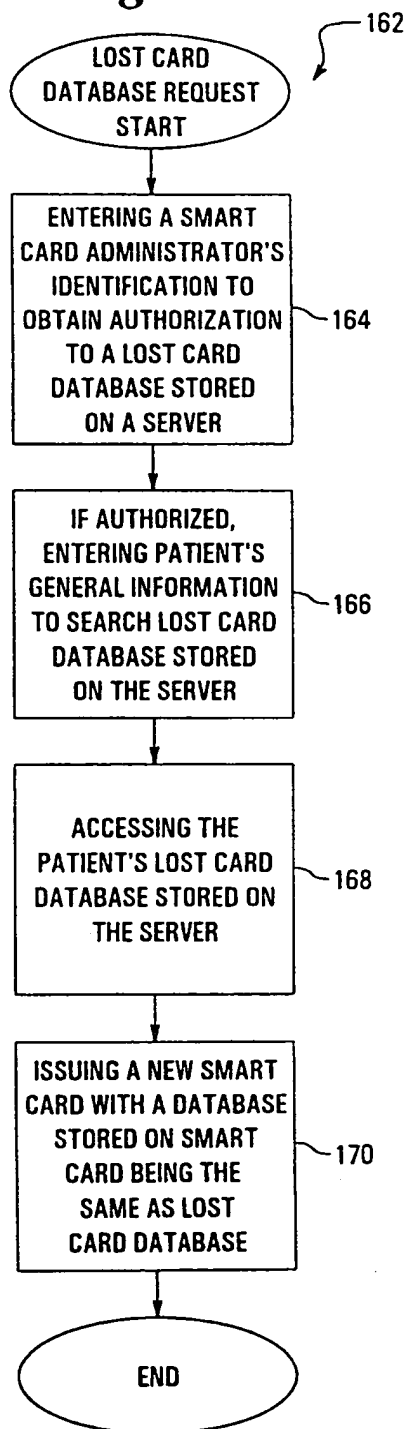 162
LOST CARD
DATABASE REQUEST
START
ENTERING A SMART
CARD ADMINISTRATOR'S
IDENTIFICATION TO
OBTAIN AUTHORIZATION
TO A LOST CARD
DATABASE STORED
ON A SERVER
164
IF AUTHORIZED,
ENTERING PATIENT'S
GENERAL INFORMATION
TO SEARCH LOST CARD
DATABASE STORED
ON THE SERVER
166
ACCESSING THE
PATIENT'S LOST CARD
DATABASE STORED ON
THE SERVER
168
ISSUING A NEW SMART
CARD WITH A DATABASE
STORED ON SMART
CARD BEING THE
SAME AS LOST
CARD DATABASE
170
END